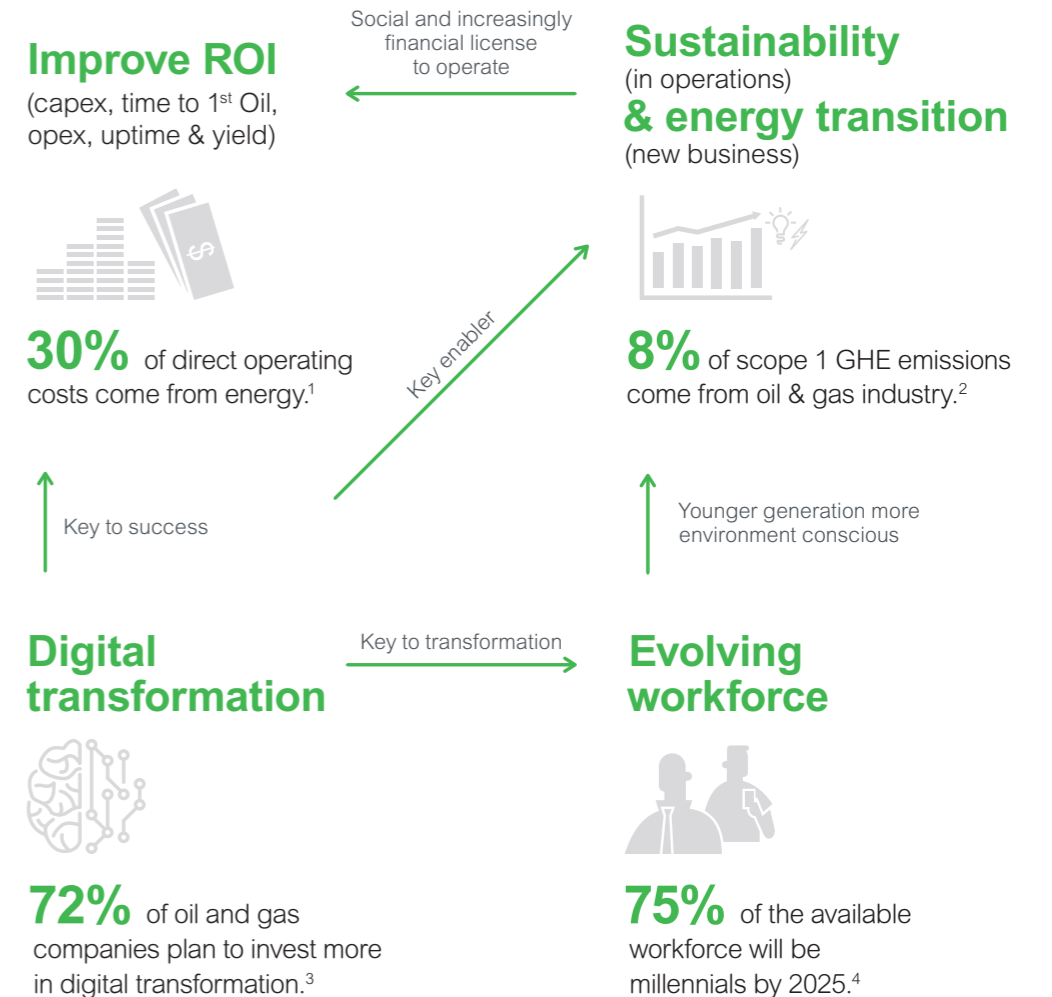 Improve ROI
(capex, time to 1st Oil,
opex, uptime & yield)
Social and increasingly
financial license
to operate
Sustainability
(in operations)
& energy transition
(new business)
$
30% of direct operating
costs come from energy.1
Key enabler
8% of scope 1 GHE emissions
come from oil & gas industry.2
Key to success
Younger generation more
environment conscious
Digital
transformation
Key to transformation
Evolving
workforce
72% of oil and gas
companies plan to invest more
in digital transformation.3
75% of the available
workforce will be
millennials by 2025.4